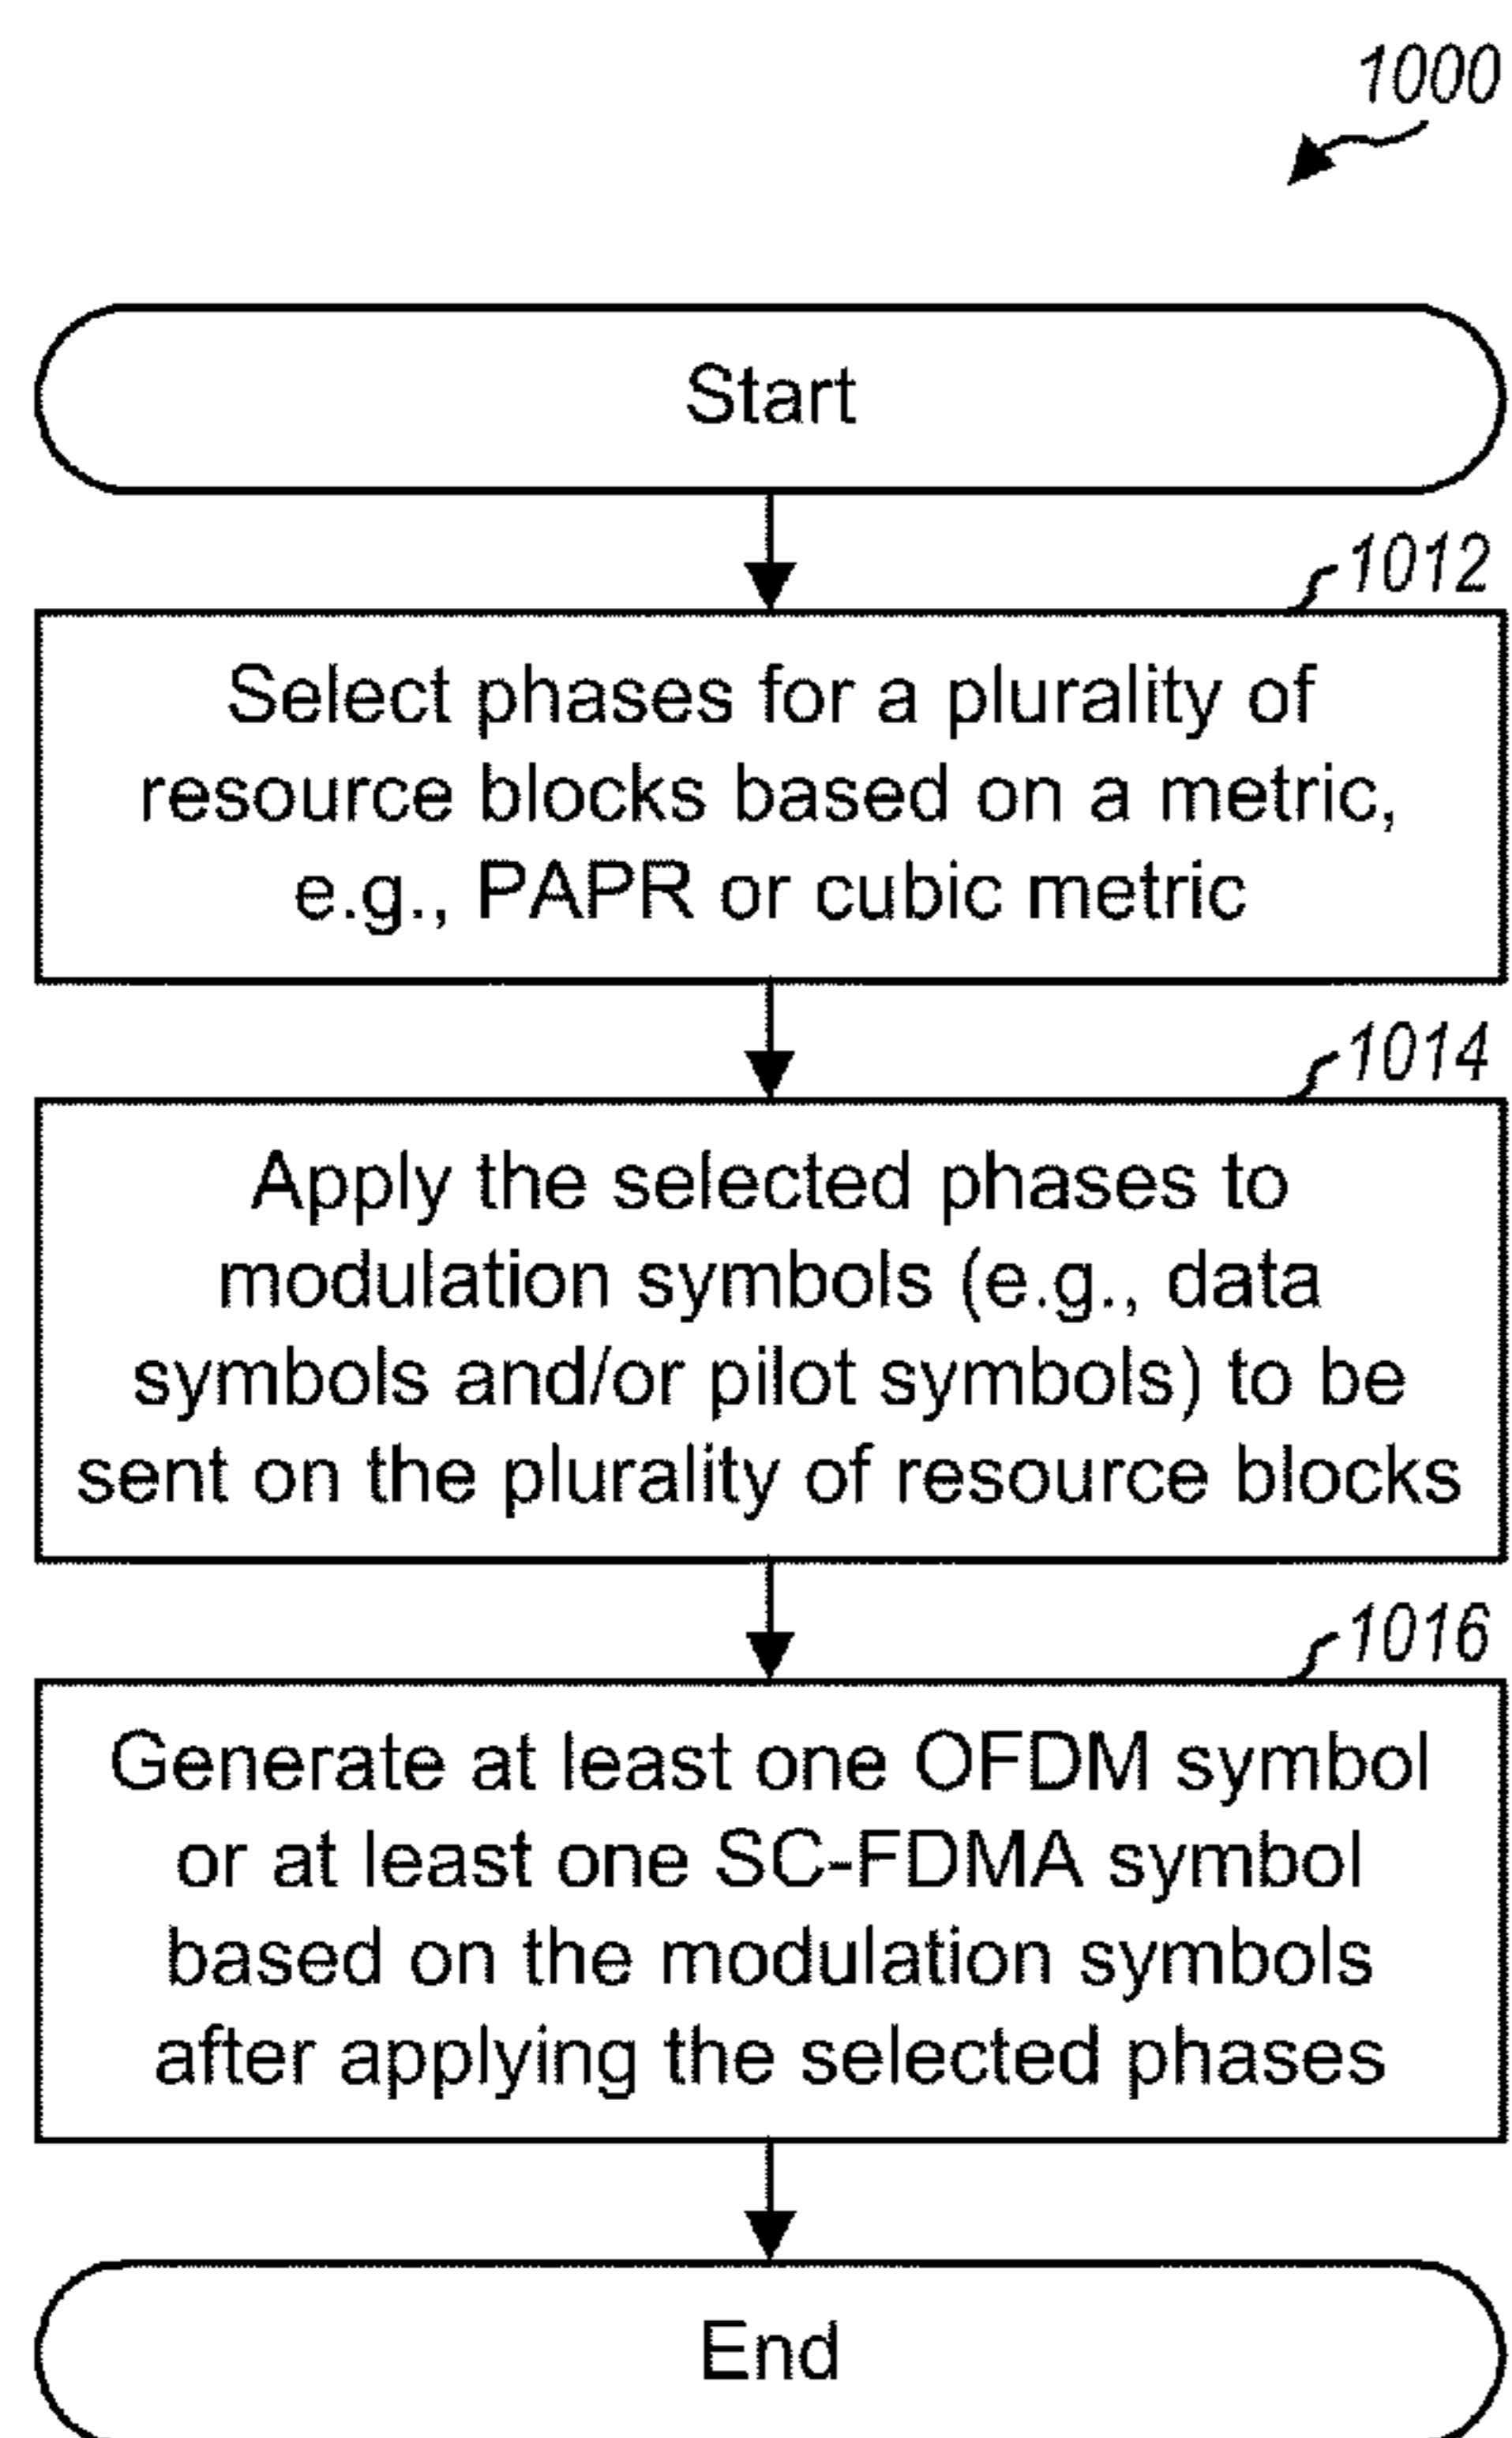 1000
Start
1012
Select phases for a plurality of
resource blocks based on a metric,
e.g., PAPR or cubic metric
1014
Apply the selected phases to
modulation symbols (e.g., data
symbols and/or pilot symbols) to be
sent on the plurality of resource blocks
1016
Generate at least one OFDM symbol
or at least one SC-FDMA symbol
based on the modulation symbols
after applying the selected phases
End